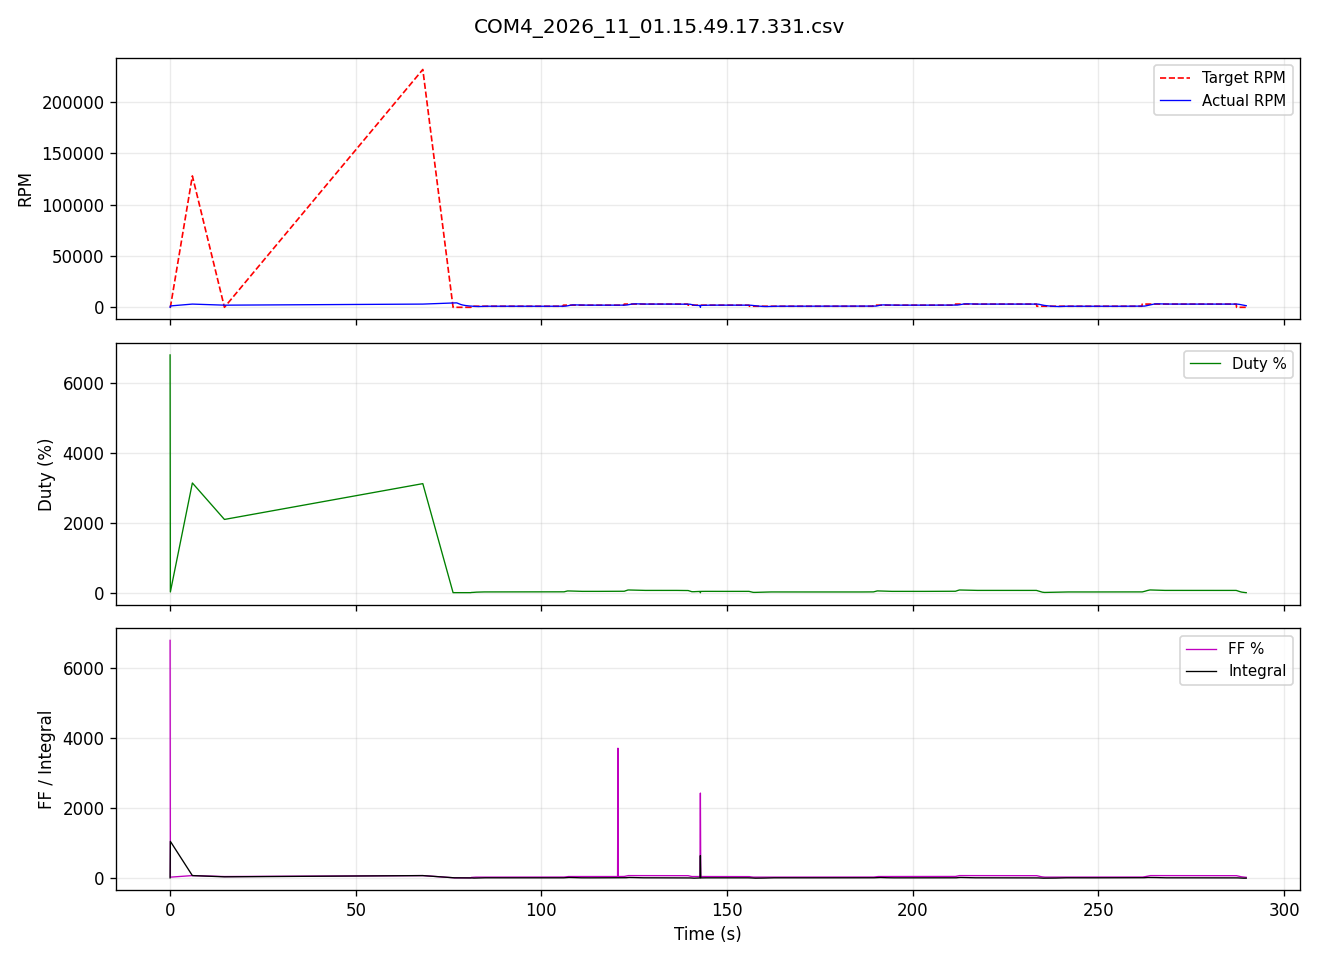 COM4_2026_11_01.15.49.17.331.csv
Target RPM
Actual RPM
RPM
200000
150000
100000
50000
0
Duty %
Duty (%)
6000
4000
2000
0
FF %
Integral
FF / Integral
6000
4000
2000
0
0 50 100 150 200 250 300
Time (s)